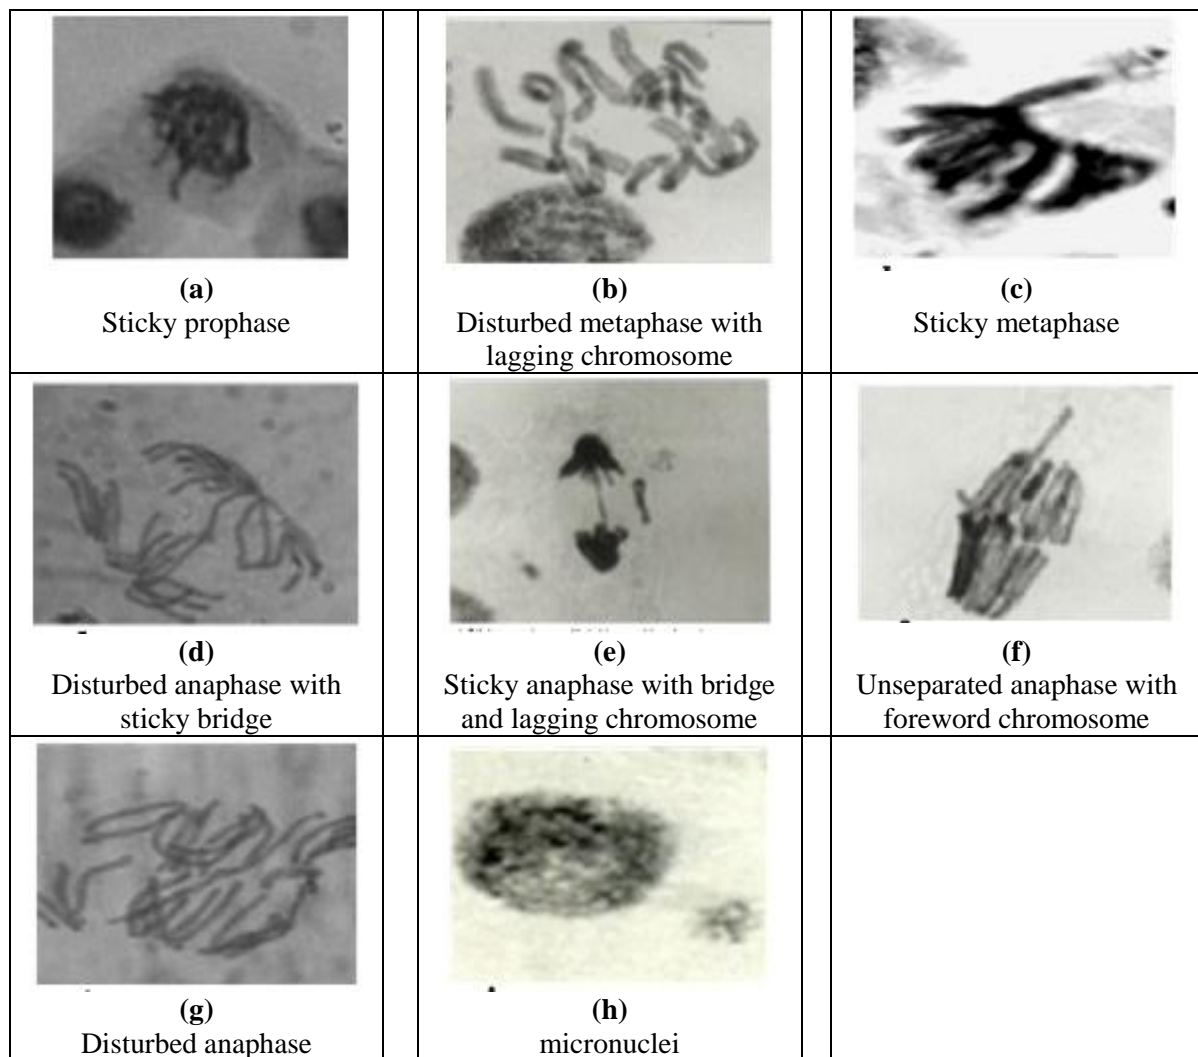 (a)
Sticky prophase
(b)
Disturbed metaphase with
lagging chromosome
(c)
Sticky metaphase
(d)
Disturbed anaphase with
sticky bridge
(e)
Sticky anaphase with bridge
and lagging chromosome
(f)
Unseparated anaphase with
foreword chromosome
(g)
Disturbed anaphase
(h)
micronuclei